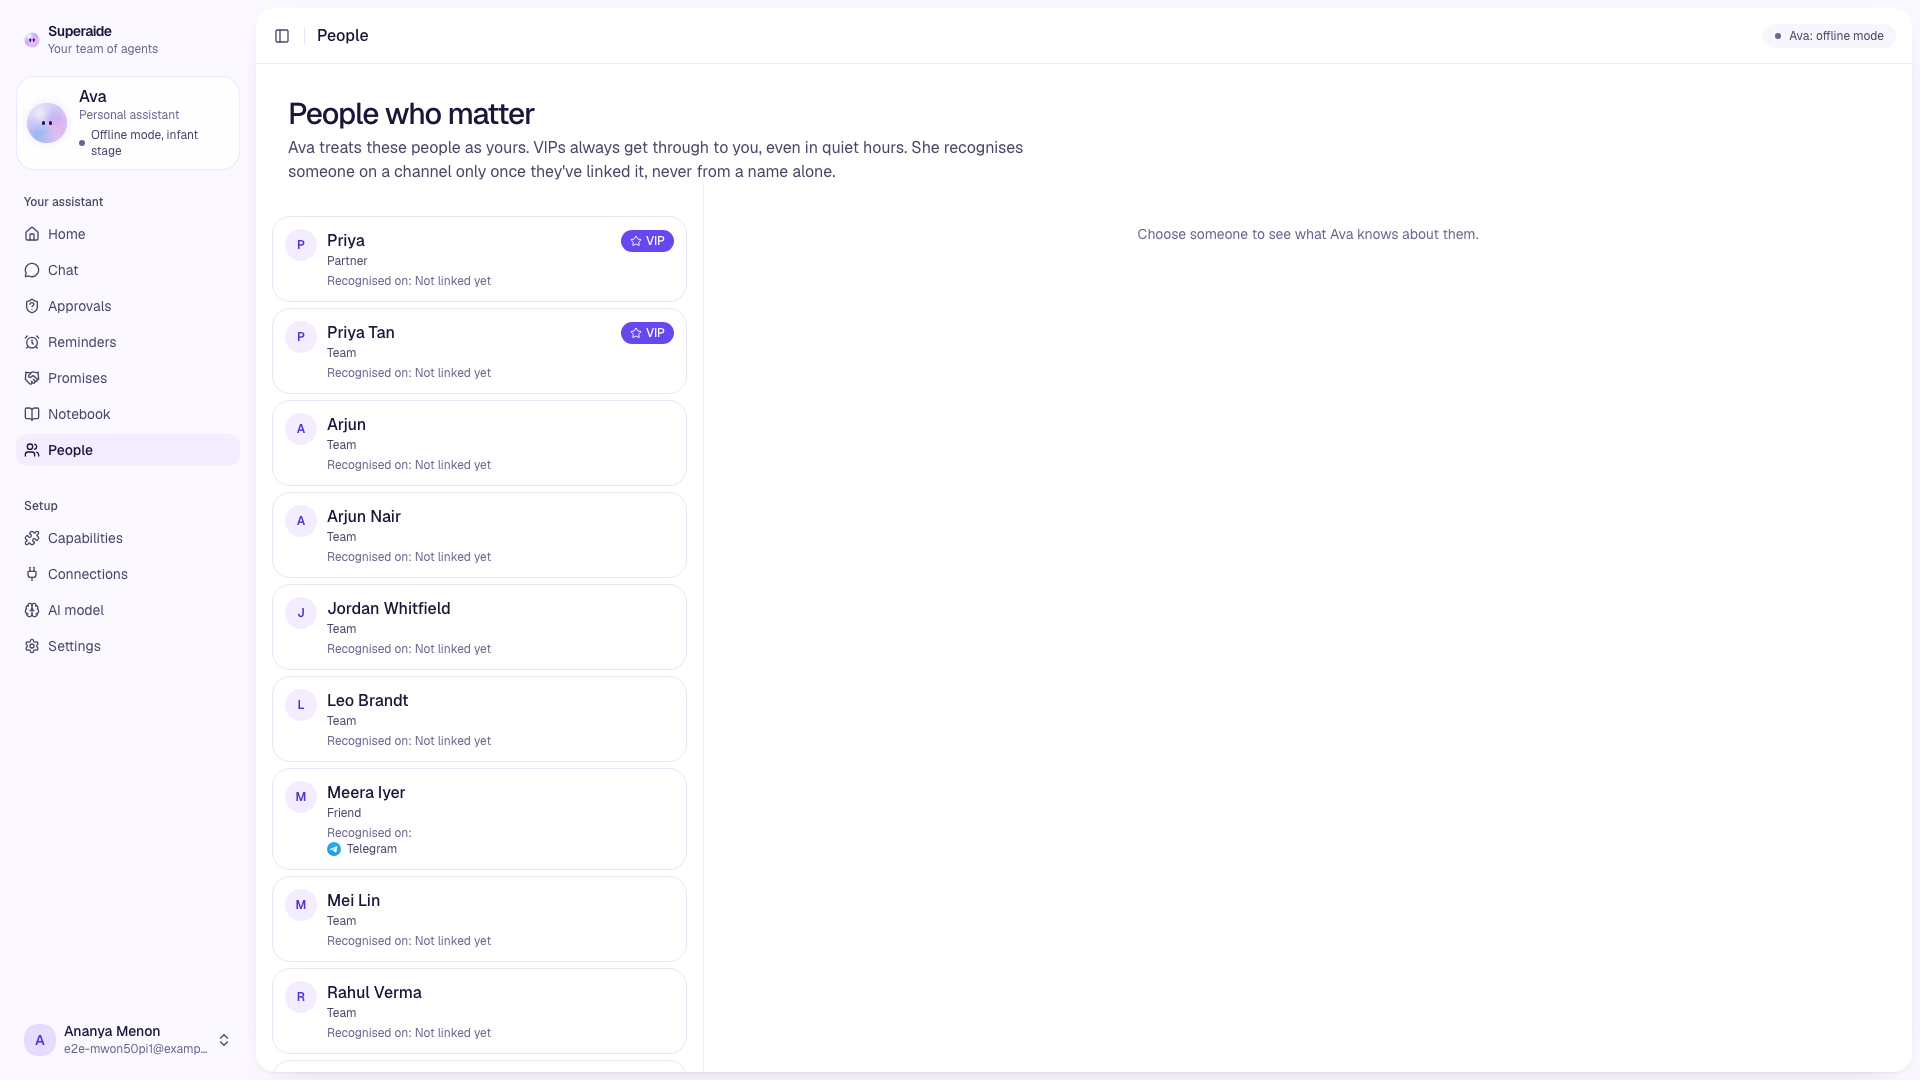 Superaide
Your team of agents
Ava
Personal assistant
Offline mode, infant
stage
Your assistant
Home
Chat
Approvals
Reminders
Promises
Notebook
People
Setup
Capabilities
Connections
AI model
Settings
A
Ananya Menon
e2e-mwon50pi1@examp...
People
Ava: offline mode
People who matter
Ava treats these people as yours. VIPs always get through to you, even in quiet hours. She recognises
someone on a channel only once they've linked it, never from a name alone.
P
Priya
VIP
Partner
Recognised on: Not linked yet
P
Priya Tan
VIP
Team
Recognised on: Not linked yet
A
Arjun
Team
Recognised on: Not linked yet
A
Arjun Nair
Team
Recognised on: Not linked yet
J
Jordan Whitfield
Team
Recognised on: Not linked yet
L
Leo Brandt
Team
Recognised on: Not linked yet
M
Meera Iyer
Friend
Recognised on:
Telegram
M
Mei Lin
Team
Recognised on: Not linked yet
R
Rahul Verma
Team
Recognised on: Not linked yet
Choose someone to see what Ava knows about them.